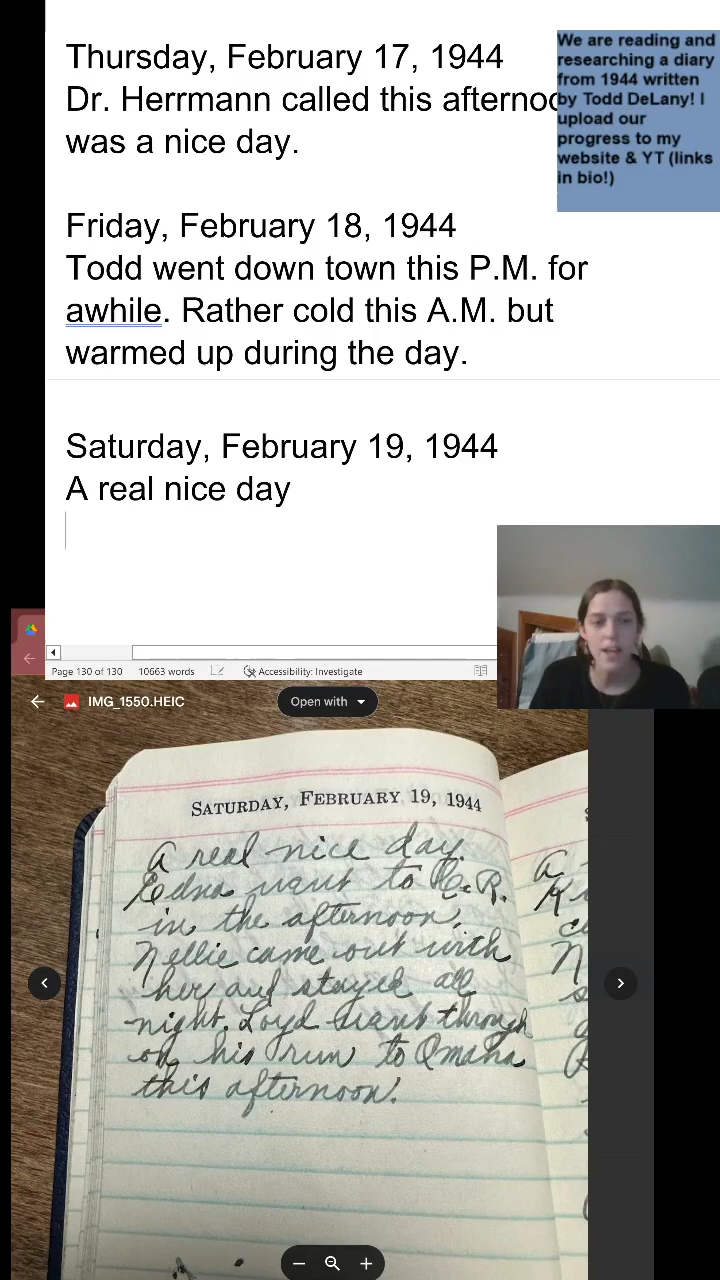 Thursday, February 17, 1944
Dr. Herrmann called this afternoo
was a nice day.
We are reading and
researching a diary
from 1944 written
by Todd DeLany! I
upload our
progress to my
website & YT (links
in bio!)
Friday, February 18, 1944
Todd went down town this P.M. for
awhile. Rather cold this A.M. but
warmed up during the day.
Saturday, February 19, 1944
A real nice day
Page 130 of 130 10663 words Accessibility: Investigate
IMG_1550.HEIC Open with
SATURDAY, FEBRUARY 19, 1944
A real nice day.
Edna want to C.R.
in the afternoon.
Nellie came out with
her and stayed all
night. Loyd want through
on his run to Omaha
this afternoon.
A